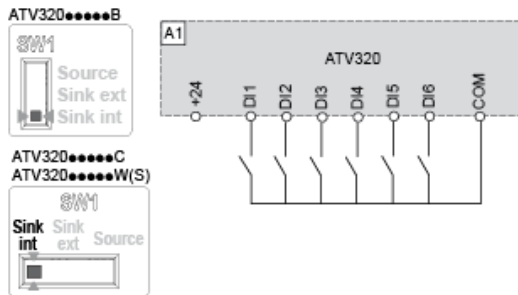 ATV320●●●●●B
SW1
Source
Sink ext
Sink int
A1
ATV320
+24
DI1
DI2
DI3
DI4
DI5
DI6
COM
ATV320●●●●●C
ATV320●●●●●W(S)
SW1
Sink int
Sink ext
Source